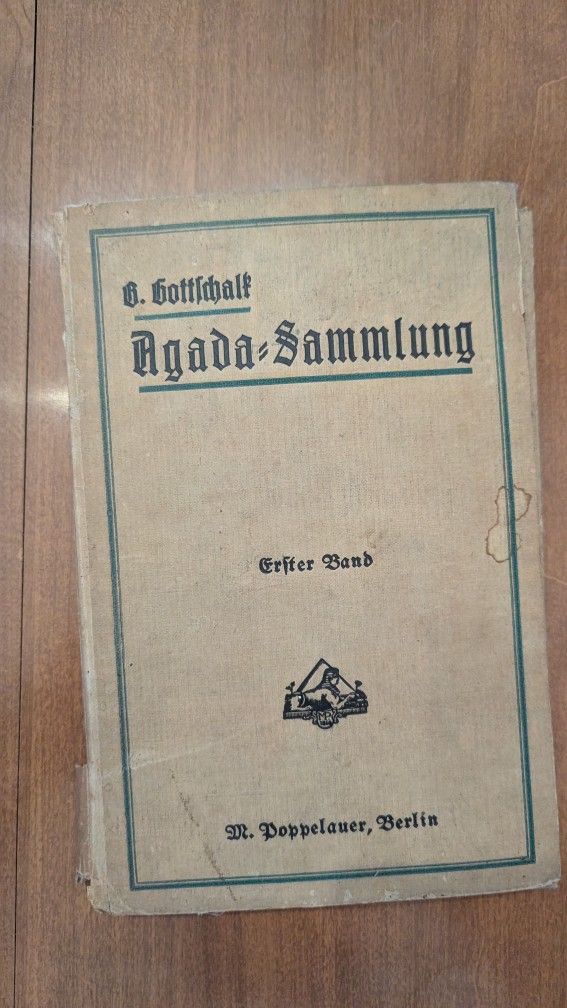 B. Gottschalk
Agada=Sammlung
Erster Band
M. Poppelauer, Berlin